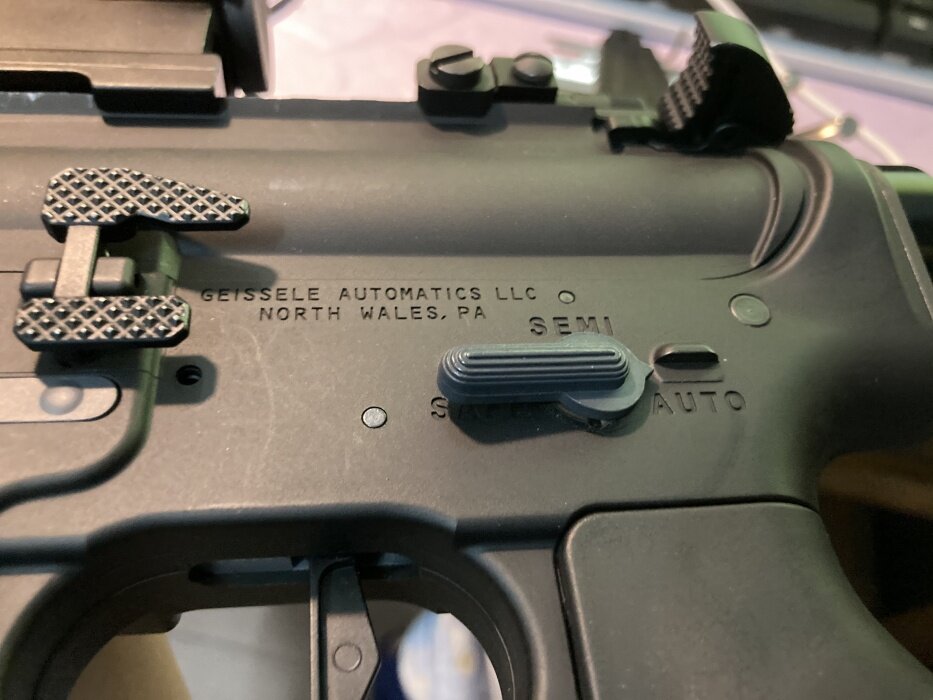 GEISSELE AUTOMATICS LLC
NORTH WALES, PA
SEMI
AUTO